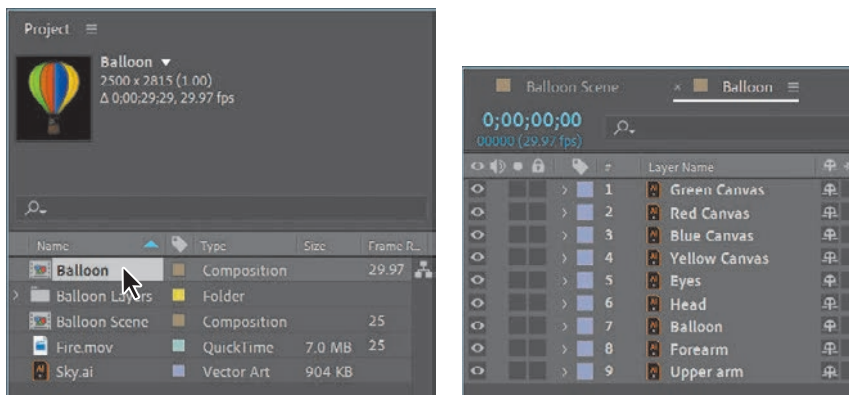 Project
Balloon
2500 x 2815 (1.00)
Δ 0;00;29;29, 29.97 fps
Name Type Size Frame R...
Balloon Composition 29.97
Balloon Layers Folder
Balloon Scene Composition 25
Fire.mov QuickTime 7.0 MB 25
Sky.ai Vector Art 904 KB
Balloon Scene × Balloon
0;00;00;00
00000 (29.97 fps)
# Layer Name
1 Green Canvas
2 Red Canvas
3 Blue Canvas
4 Yellow Canvas
5 Eyes
6 Head
7 Balloon
8 Forearm
9 Upper arm